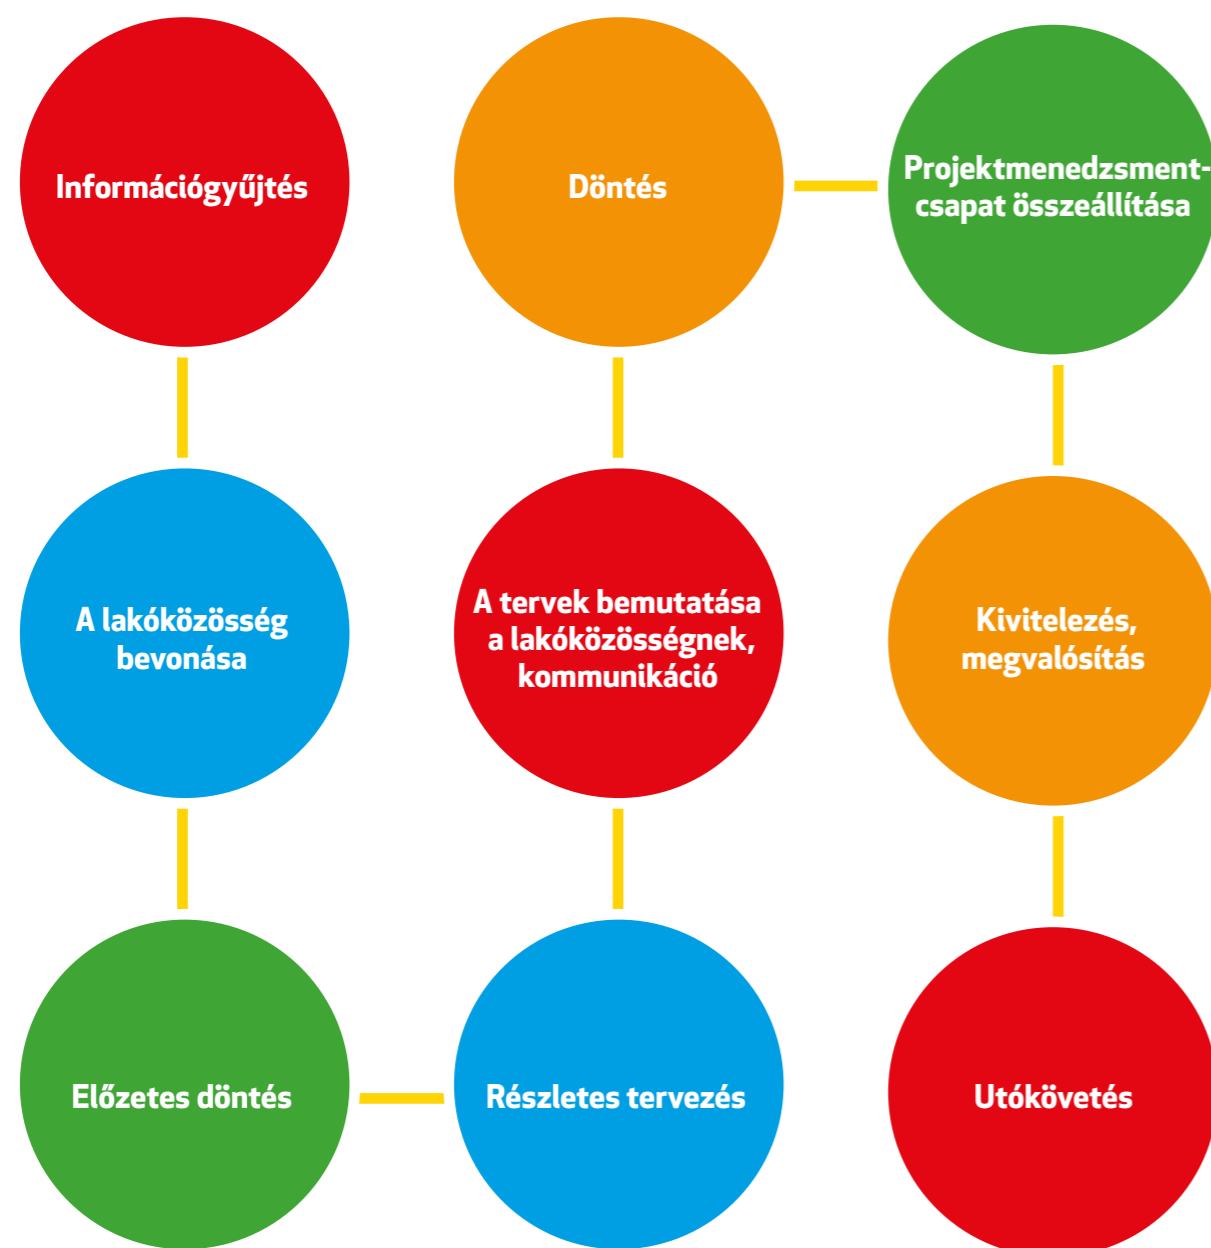 Információgyűjtés
A lakóközösség
bevonása
Előzetes döntés
Részletes tervezés
A tervek bemutatása
a lakóközösségnek,
kommunikáció
Döntés
Projektmenedzsment-
csapat összeállítása
Kivitelezés,
megvalósítás
Utókövetés